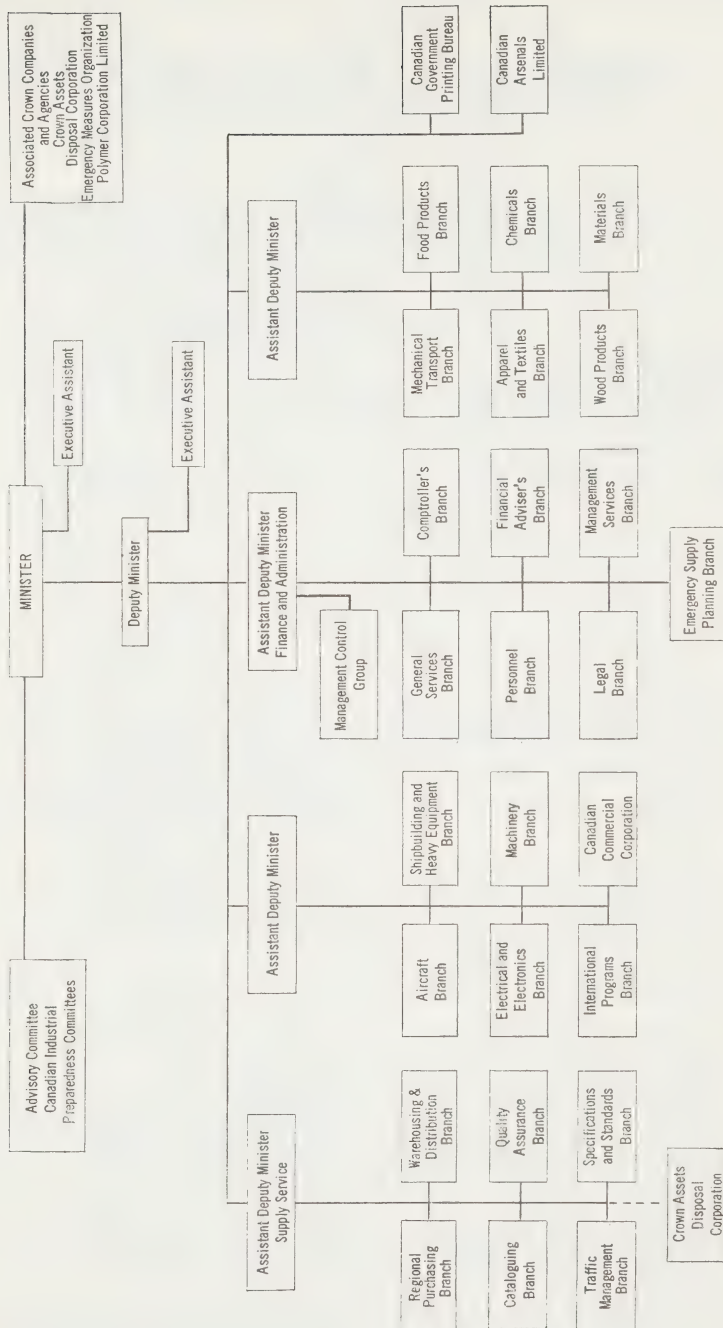 Advisory Committee
Canadian Industrial
Preparedness Committees
MINISTER
Associated Crown Companies
and Agencies
Crown Assets
Disposal Corporation
Emergency Measures Organization
Polymer Corporation Limited
Executive Assistant
Deputy Minister
Executive Assistant
Assistant Deputy Minister
Supply Service
Assistant Deputy Minister
Assistant Deputy Minister
Finance and Administration
Assistant Deputy Minister
Management Control
Group
Regional
Purchasing
Branch
Warehousing &
Distribution
Branch
Aircraft
Branch
Shipbuilding and
Heavy Equipment
Branch
General
Services
Branch
Comptroller's
Branch
Mechanical
Transport
Branch
Food Products
Branch
Canadian
Government
Printing Bureau
Cataloguing
Branch
Quality
Assurance
Branch
Electrical and
Electronics
Branch
Machinery
Branch
Personnel
Branch
Financial
Adviser's
Branch
Apparel
and Textiles
Branch
Chemicals
Branch
Canadian
Arsenals
Limited
Traffic
Management
Branch
Specifications
and Standards
Branch
International
Programs
Branch
Canadian
Commercial
Corporation
Legal
Branch
Management
Services
Branch
Wood Products
Branch
Materials
Branch
Crown Assets
Disposal
Corporation
Emergency Supply
Planning Branch